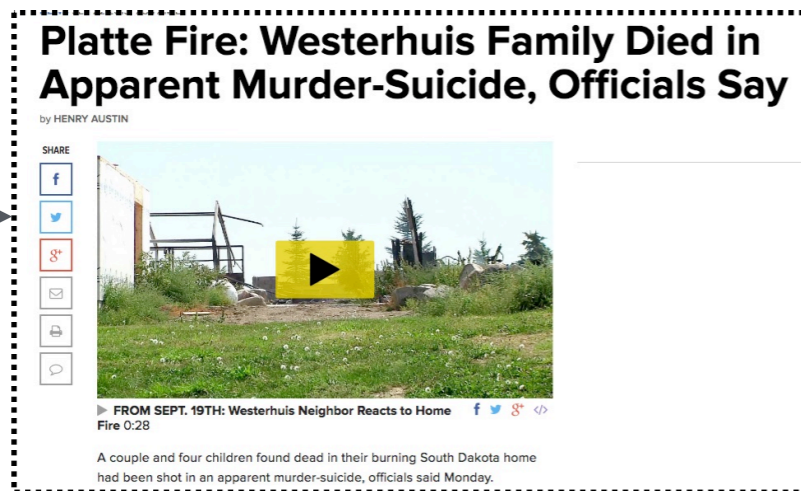 Platte Fire: Westerhuis Family Died in
Apparent Murder-Suicide, Officials Say
by HENRY AUSTIN
SHARE
f
8+
FROM SEPT. 19TH: Westerhuis Neighbor Reacts to Home
f 8+ </>
Fire 0:28
A couple and four children found dead in their burning South Dakota home
had been shot in an apparent murder-suicide, officials said Monday.